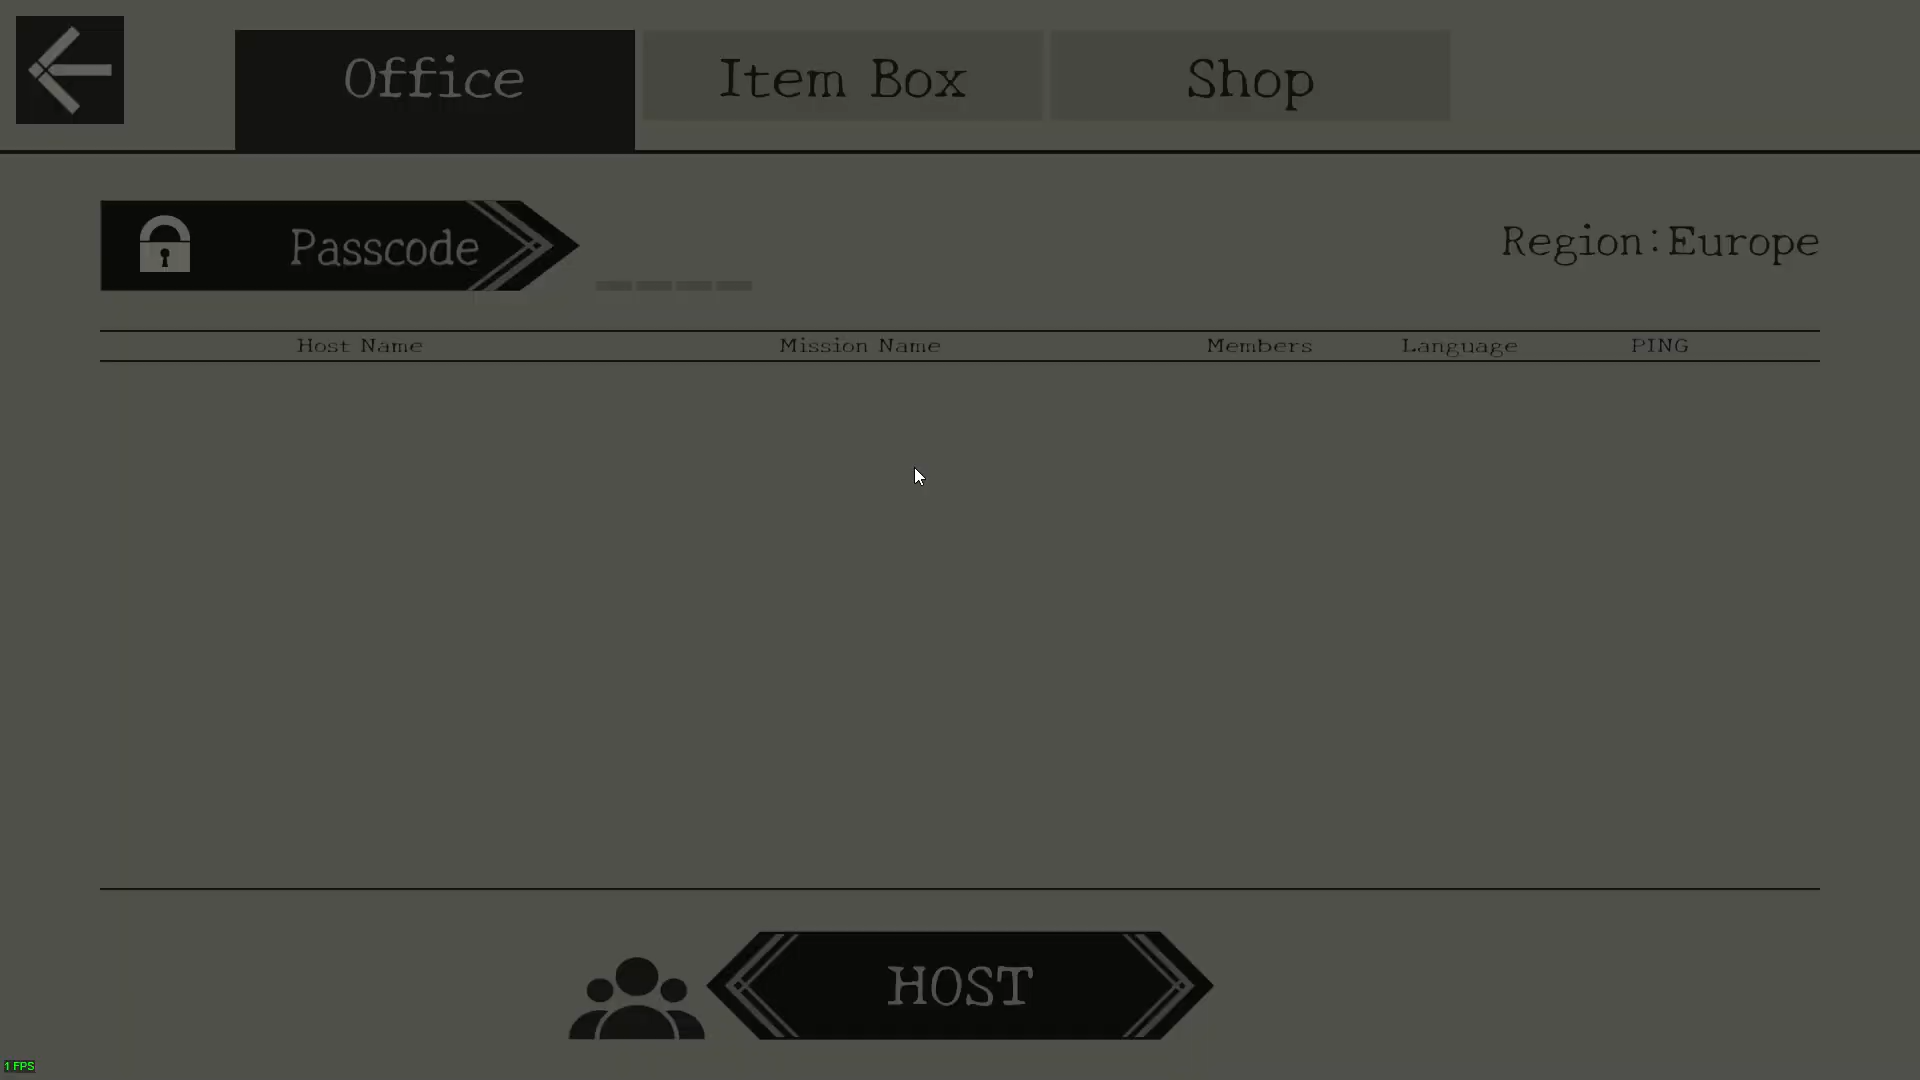 Office
Item Box
Shop
Passcode
Region:Europe
Host Name
Mission Name
Members
Language
PING
HOST
1 FPS